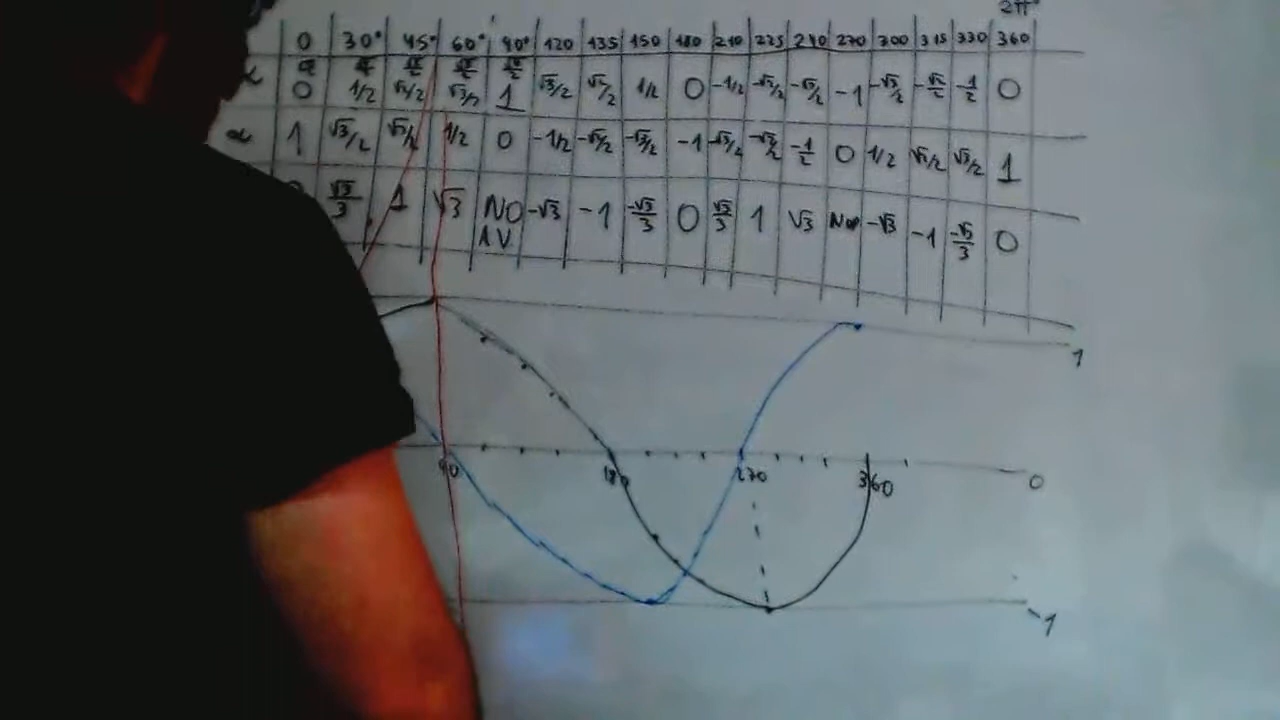 2π
0 30° 45° 60° 90° 120 135 150 180 210 225 240 270 300 315 330 360
0 1/2 √2/2 √3/2 1 √3/2 √2/2 1/2 0 -1/2 -√2/2 -√3/2 -1 -√3/2 -√2/2 -1/2 0
α 1 √3/2 √2/2 1/2 0 -1/2 -√2/2 -√3/2 -1 -√3/2 -√2/2 -1/2 0 1/2 √2/2 √3/2 1
√3/3 1 √3 NO -√3 -1 -√3/3 0 √3/3 1 √3 -√3 -1 -√3/3 0
1
90 180 270 360 0
-1